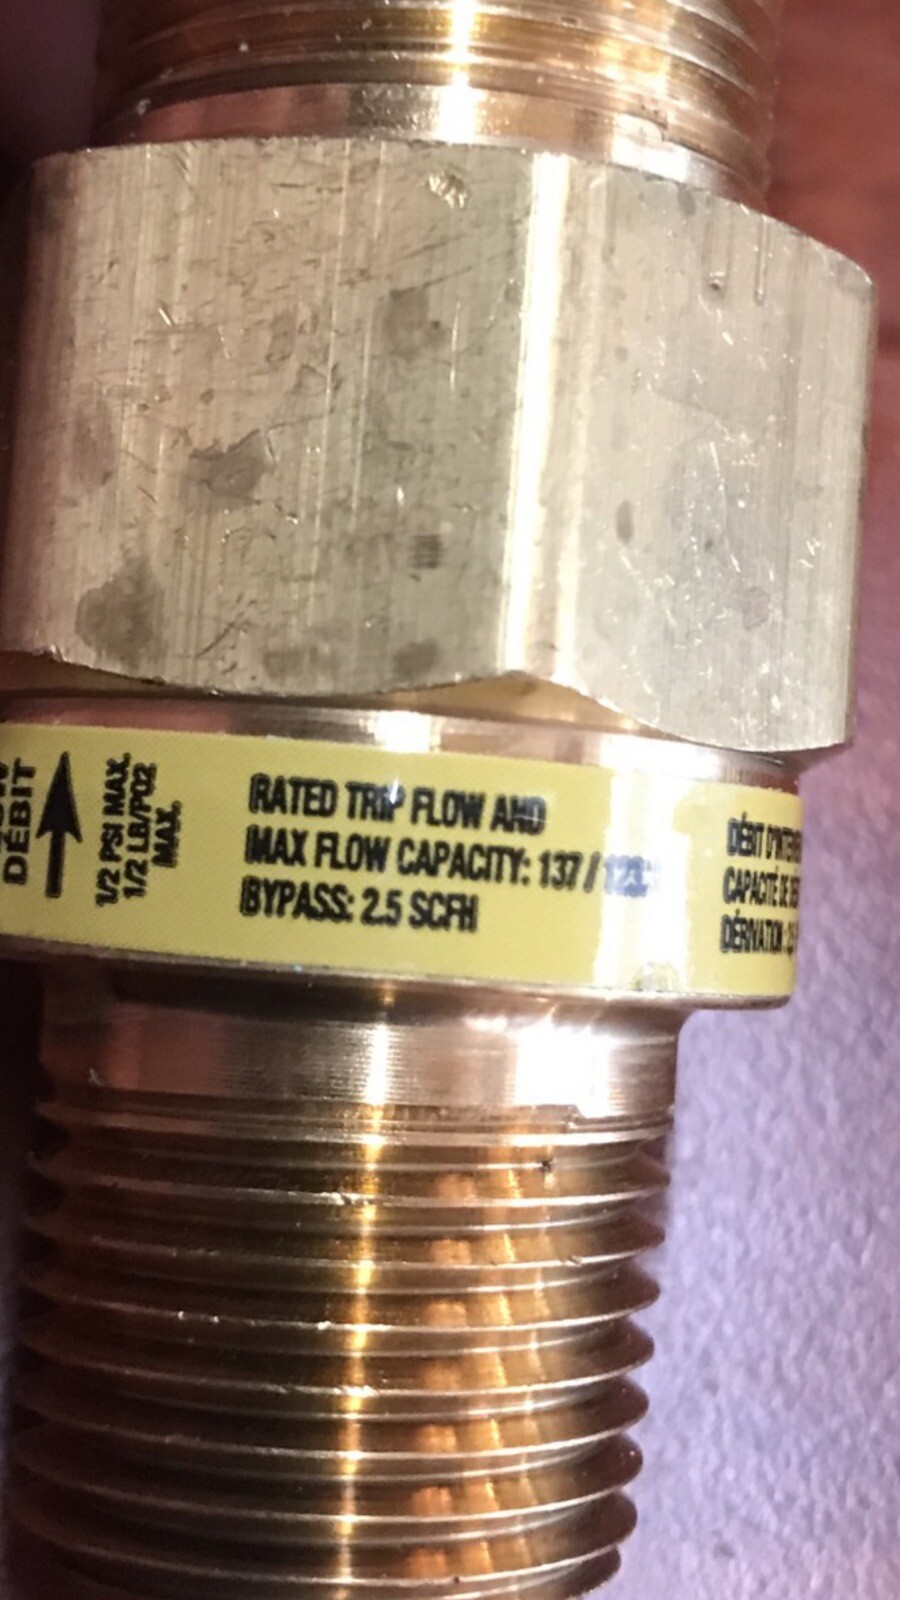 DÉBIT
1/2 PSI MAX.
1/2 LB/PO2
MAX.
RATED TRIP FLOW AND
MAX FLOW CAPACITY: 137 /
BYPASS: 2.5 SCFH
DÉBIT
CAPACITÉ DE
DÉRIVATION :